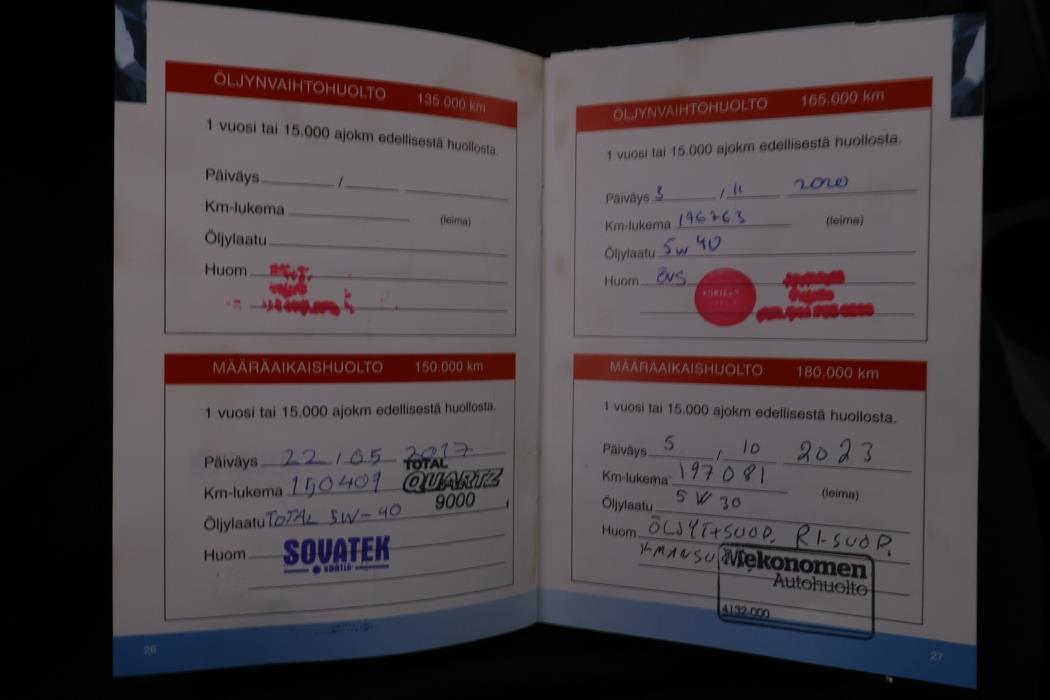 ÖLJYNVAIHTOHUOLTO 135.000 km
1 vuosi tai 15.000 ajokm edellisestä huollosta.
Päiväys / 
Km-lukema (leima)
Öljylaatu
Huom
MÄÄRÄAIKAISHUOLTO 150.000 km
1 vuosi tai 15.000 ajokm edellisestä huollosta.
Päiväys 22 / 05 2017
TOTAL
Km-lukema 150409 QUARTZ
9000
Öljylaatu TOTAL 5W-40
Huom SOVATEK
26
ÖLJYNVAIHTOHUOLTO 165.000 km
1 vuosi tai 15.000 ajokm edellisestä huollosta.
Päiväys 3 / 11 2020
Km-lukema 196763 (leima)
Öljylaatu 5w40
Huom ÖVS
MÄÄRÄAIKAISHUOLTO 180.000 km
1 vuosi tai 15.000 ajokm edellisestä huollosta.
Päiväys 5 / 10 2023
Km-lukema 197081 (leima)
Öljylaatu 5W30
Huom ÖLJYT+SUOD. RI-SUOD.
Mekonomen
Autohuolto
4132-000
27